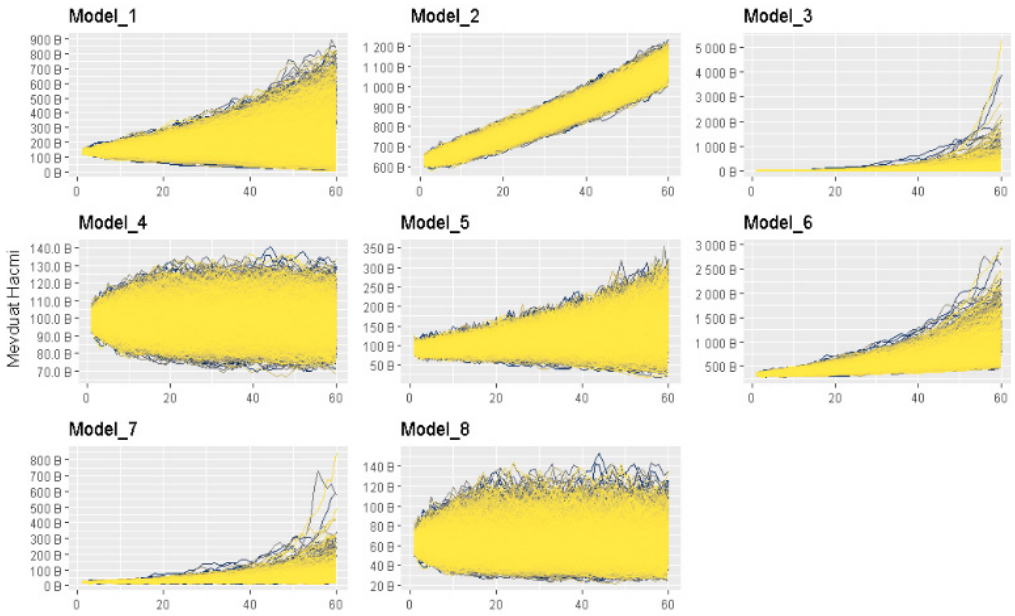 Model_1
900 B
800 B
700 B
600 B
500 B
400 B
300 B
200 B
100 B
0 B
0 20 40 60
Model_2
1 200 B
1 100 B
1 000 B
900 B
800 B
700 B
600 B
0 20 40 60
Model_3
5 000 B
4 000 B
3 000 B
2 000 B
1 000 B
0 B
0 20 40 60
Mevduat Hacmi
Model_4
140.0 B
130.0 B
120.0 B
110.0 B
100.0 B
90.0 B
80.0 B
70.0 B
0 20 40 60
Model_5
350 B
300 B
250 B
200 B
150 B
100 B
50 B
0 20 40 60
Model_6
3 000 B
2 500 B
2 000 B
1 500 B
1 000 B
500 B
0 20 40 60
Model_7
800 B
700 B
600 B
500 B
400 B
300 B
200 B
100 B
0 B
0 20 40 60
Model_8
140 B
120 B
100 B
80 B
60 B
40 B
20 B
0 20 40 60